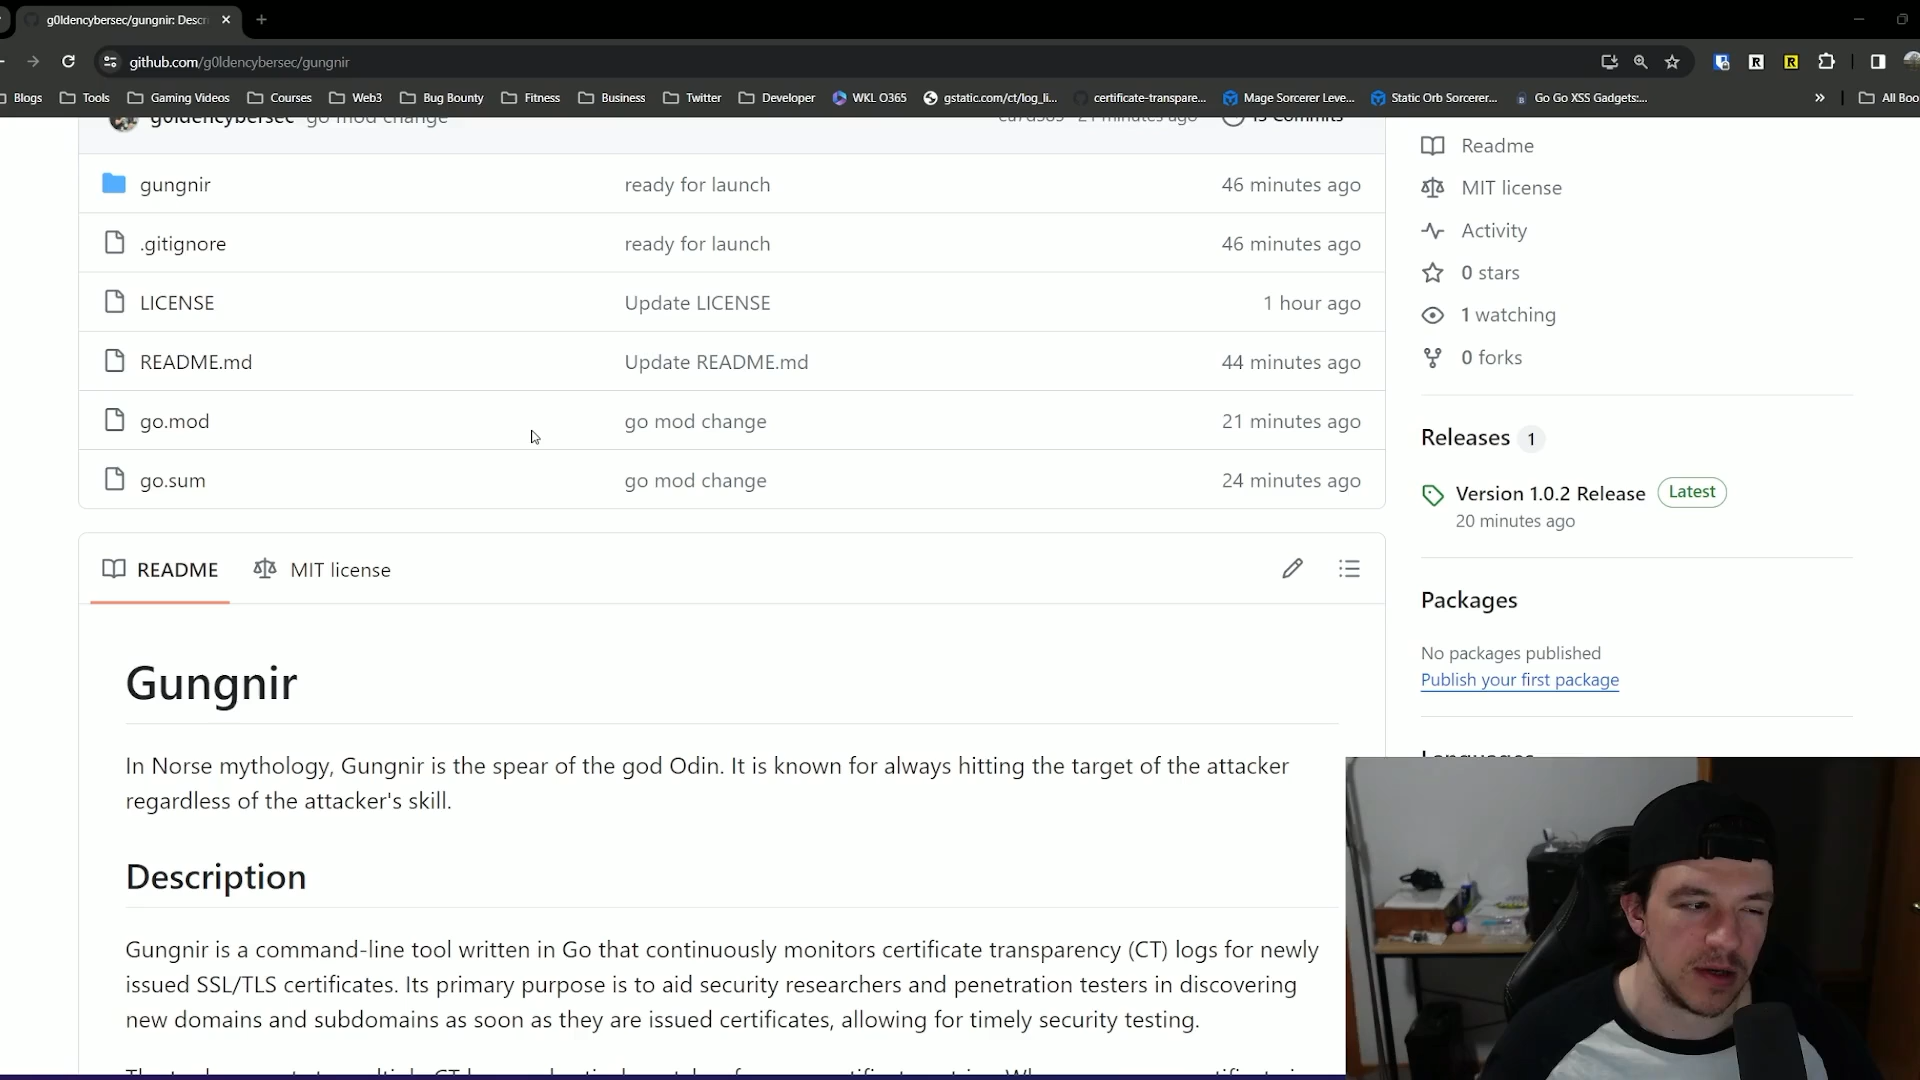 g0ldencybersec/gungnir: Descr
github.com/g0ldencybersec/gungnir
Blogs
Tools
Gaming Videos
Courses
Web3
Bug Bounty
Fitness
Business
Twitter
Developer
WKL O365
gstatic.com/ct/log_li...
certificate-transpare...
Mage Sorcerer Leve...
Static Orb Sorcerer...
Go Go XSS Gadgets:...
»
All Boo
g0ldencybersec go mod change
21 minutes ago
Commits
gungnir ready for launch 46 minutes ago
.gitignore ready for launch 46 minutes ago
LICENSE Update LICENSE 1 hour ago
README.md Update README.md 44 minutes ago
go.mod go mod change 21 minutes ago
go.sum go mod change 24 minutes ago
README MIT license
Gungnir
In Norse mythology, Gungnir is the spear of the god Odin. It is known for always hitting the target of the attacker
regardless of the attacker's skill.
Description
Gungnir is a command-line tool written in Go that continuously monitors certificate transparency (CT) logs for newly
issued SSL/TLS certificates. Its primary purpose is to aid security researchers and penetration testers in discovering
new domains and subdomains as soon as they are issued certificates, allowing for timely security testing.
Readme
MIT license
Activity
0 stars
1 watching
0 forks
Releases 1
Version 1.0.2 Release Latest
20 minutes ago
Packages
No packages published
Publish your first package
Languages